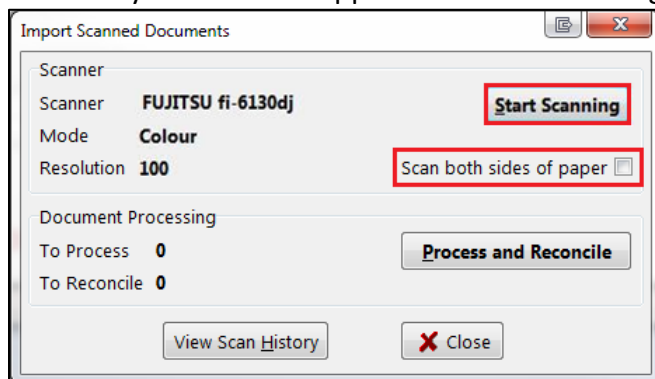 Import Scanned Documents
Scanner
Scanner FUJITSU fi-6130dj Start Scanning
Mode Colour
Resolution 100 Scan both sides of paper
Document Processing
To Process 0 Process and Reconcile
To Reconcile 0
View Scan History Close